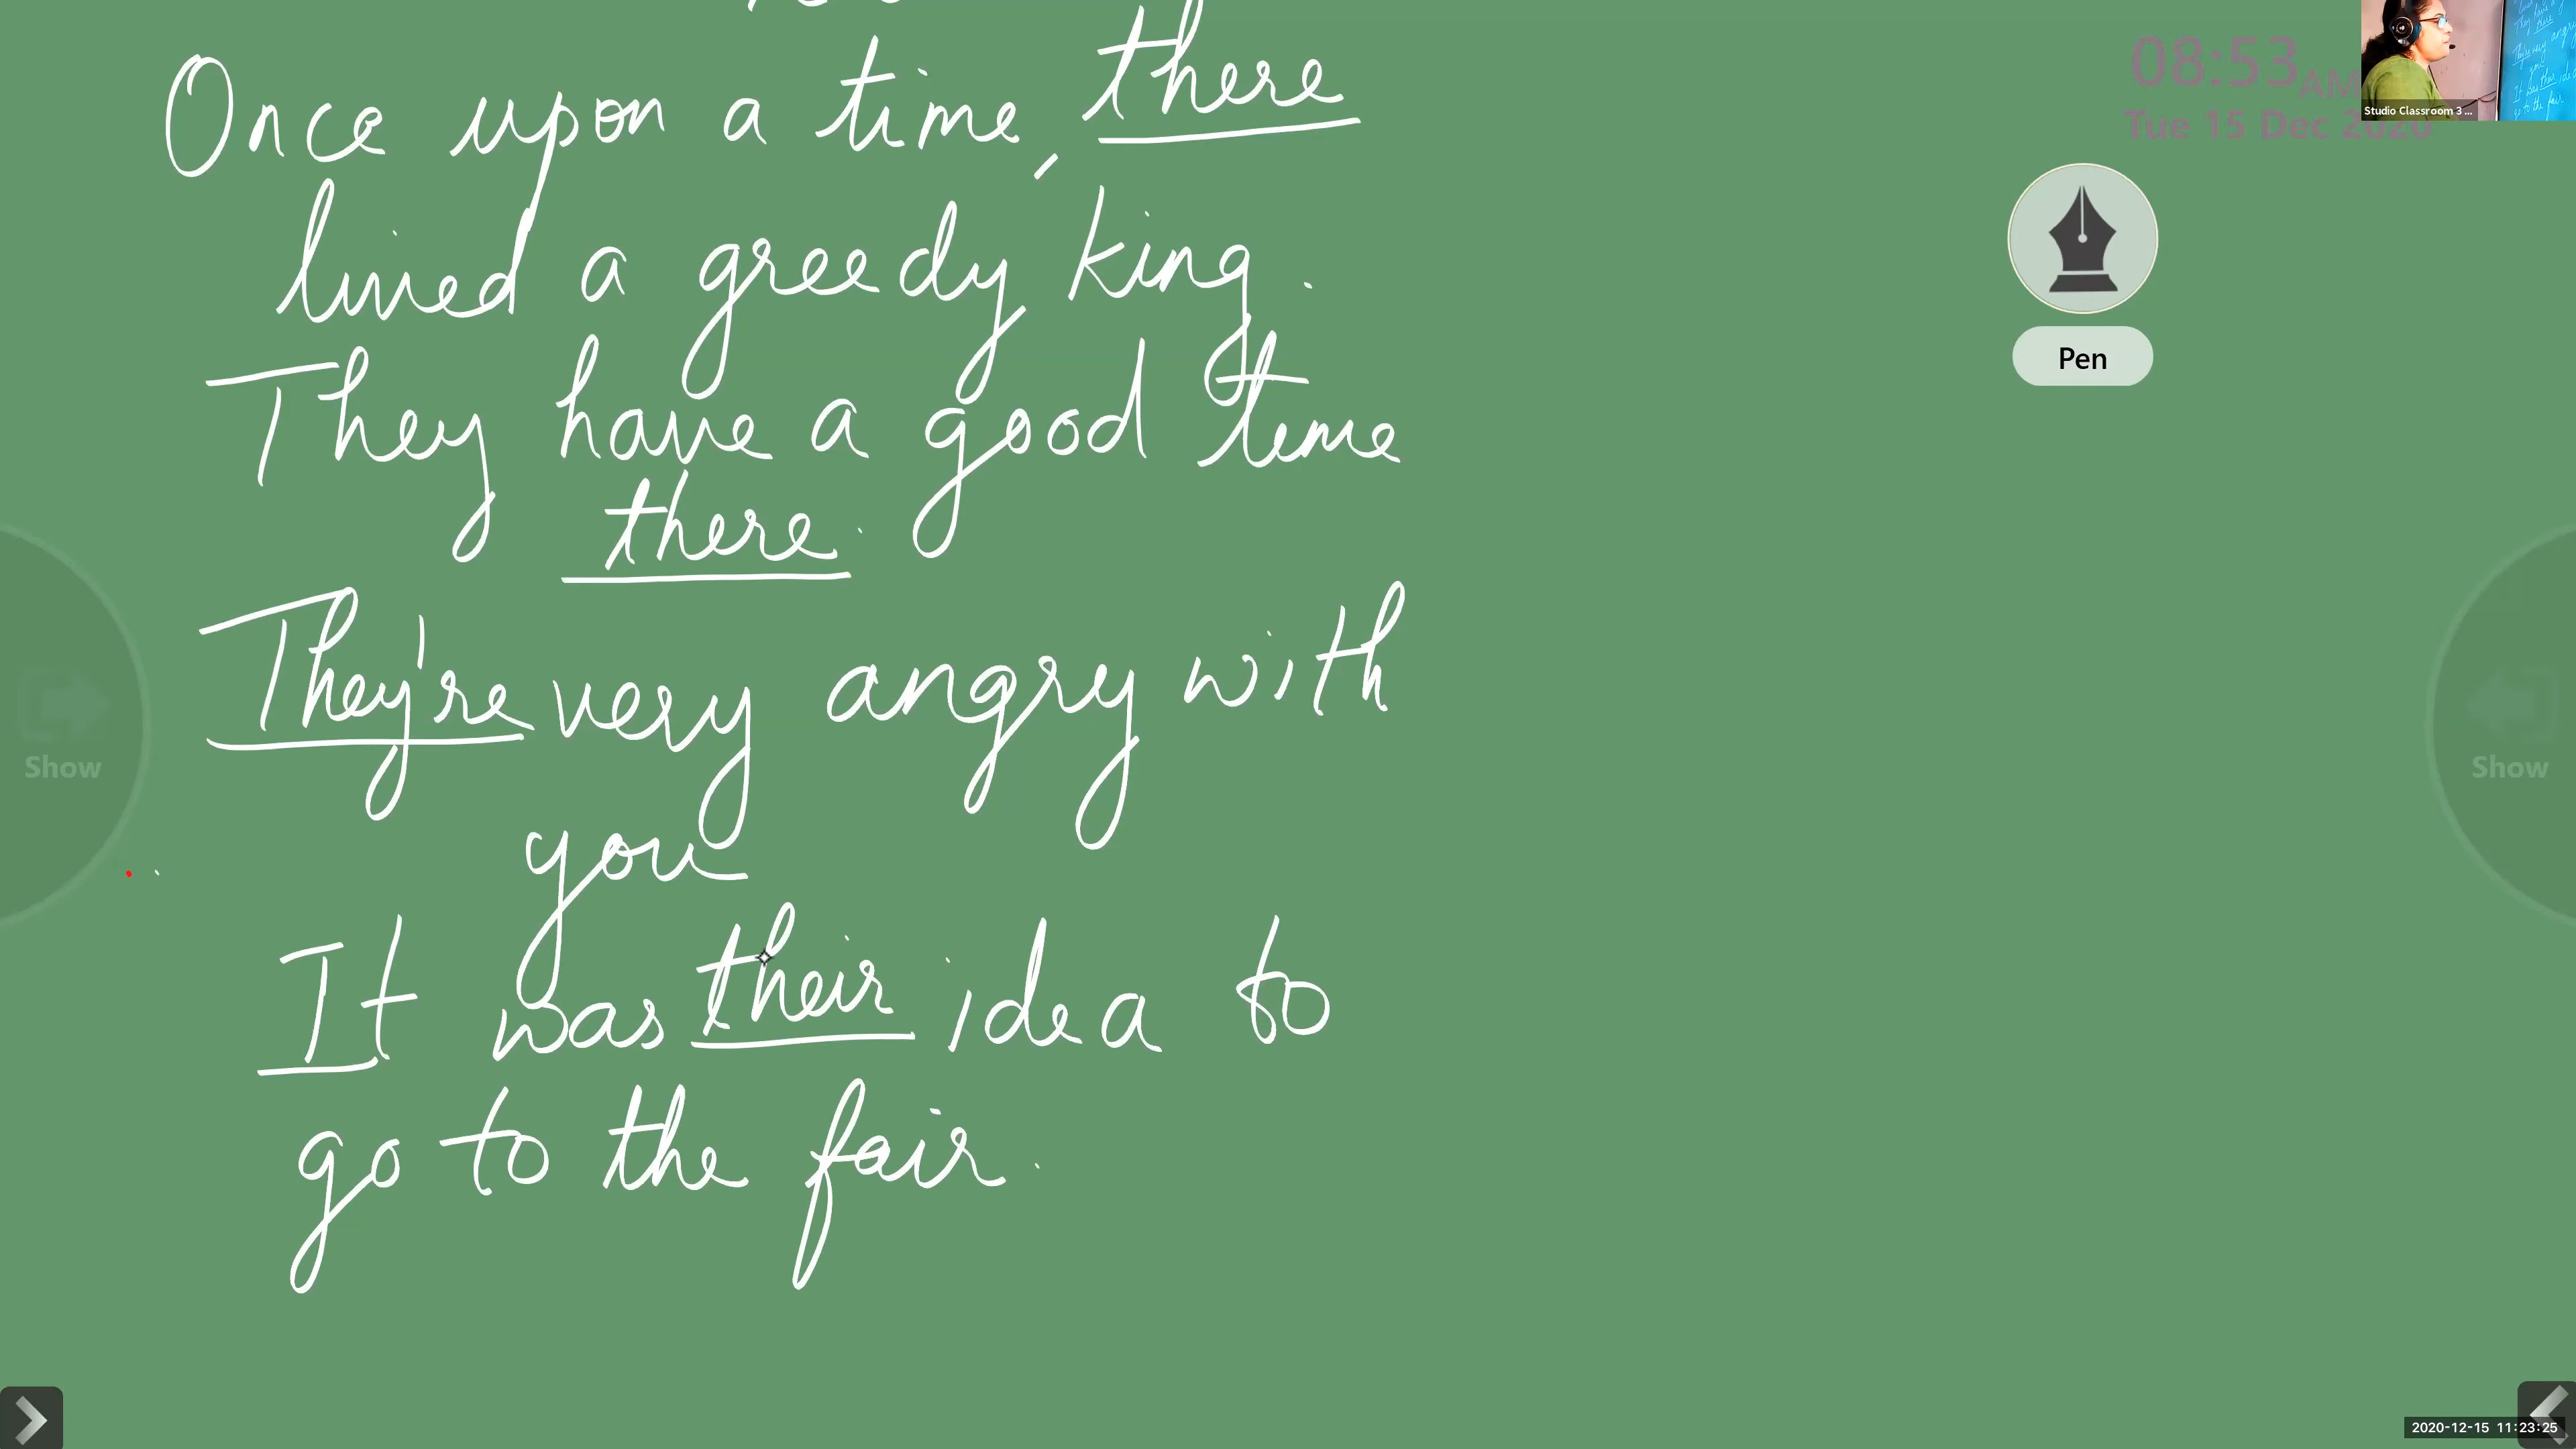 Once upon a time, there
lived a greedy king.
They have a good time
there.
They're very angry with
you
It was their idea to
go to the fair.
08:53 AM
Tue 15 Dec 2020
Studio Classroom 3 ...
Pen
Show
Show
2020-12-15 11:23:25